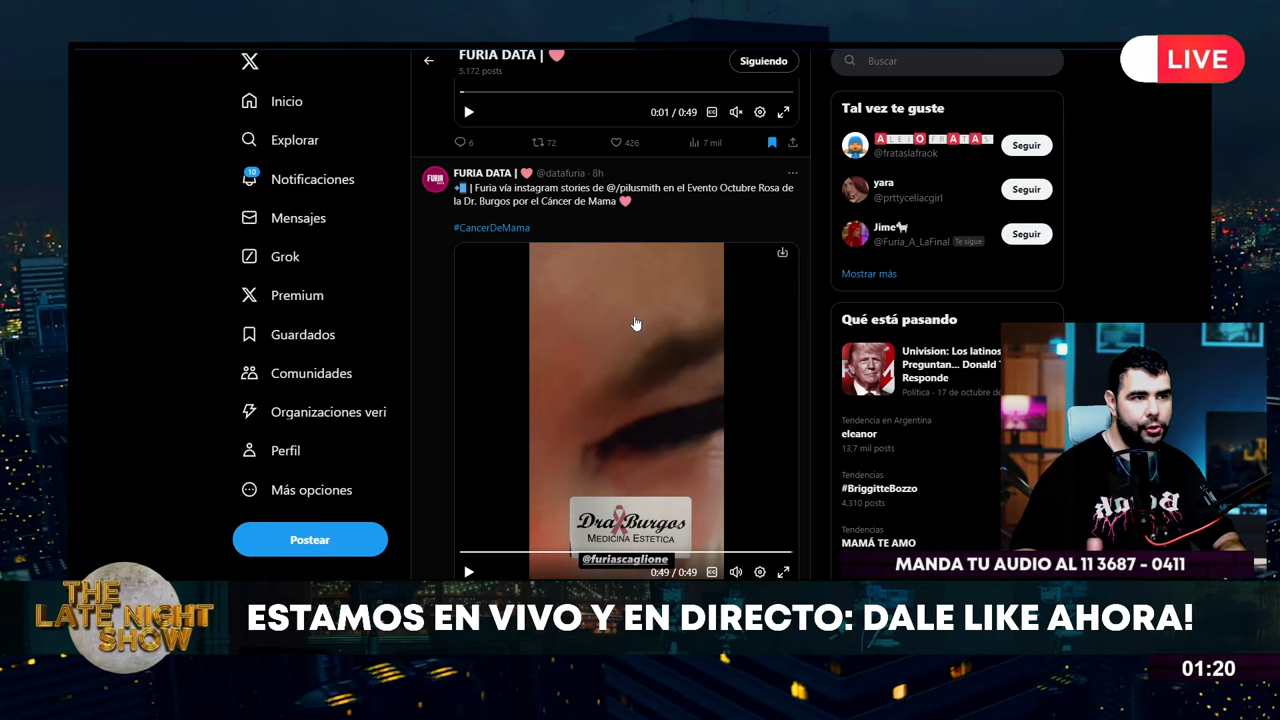 LIVE
FURIA DATA | ❤
5.172 posts
Siguiendo
Buscar
Inicio
Explorar
10
Notificaciones
Mensajes
Grok
Premium
Guardados
Comunidades
Organizaciones veri
Perfil
Más opciones
Postear
0:01 / 0:49
6
72
426
7 mil
FURIA DATA | ❤ @datafuria · 8h
📲 | Furia vía instagram stories de @/pilusmith en el Evento Octubre Rosa de
la Dr. Burgos por el Cáncer de Mama ❤
#CancerDeMama
Dra Burgos
MEDICINA ESTETICA
@furiascaglione
0:49 / 0:49
Tal vez te guste
ALEJO FRATAS
@frataslafraok
Seguir
yara
@prttyceliacgirl
Seguir
Jime🐐
@Furia_A_LaFinal Te sigue
Seguir
Mostrar más
Qué está pasando
Univision: Los latinos
Preguntan... Donald T
Responde
Política · 17 de octubre de
Tendencia en Argentina
eleanor
13,7 mil posts
Tendencias
#BriggitteBozzo
4.310 posts
Tendencias
MAMÁ TE AMO
MANDA TU AUDIO AL 11 3687 - 0411
THE
LATE NIGHT
SHOW
ESTAMOS EN VIVO Y EN DIRECTO: DALE LIKE AHORA!
01:20